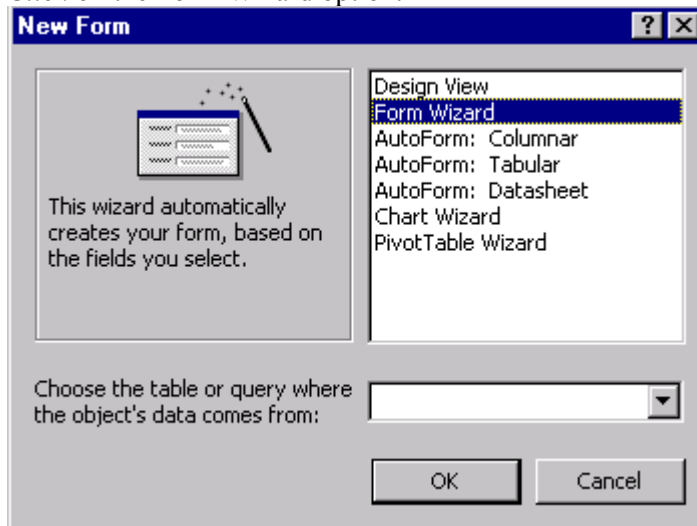 New Form
Design View
Form Wizard
AutoForm: Columnar
AutoForm: Tabular
AutoForm: Datasheet
Chart Wizard
PivotTable Wizard
This wizard automatically
creates your form, based on
the fields you select.
Choose the table or query where
the object's data comes from:
OK
Cancel